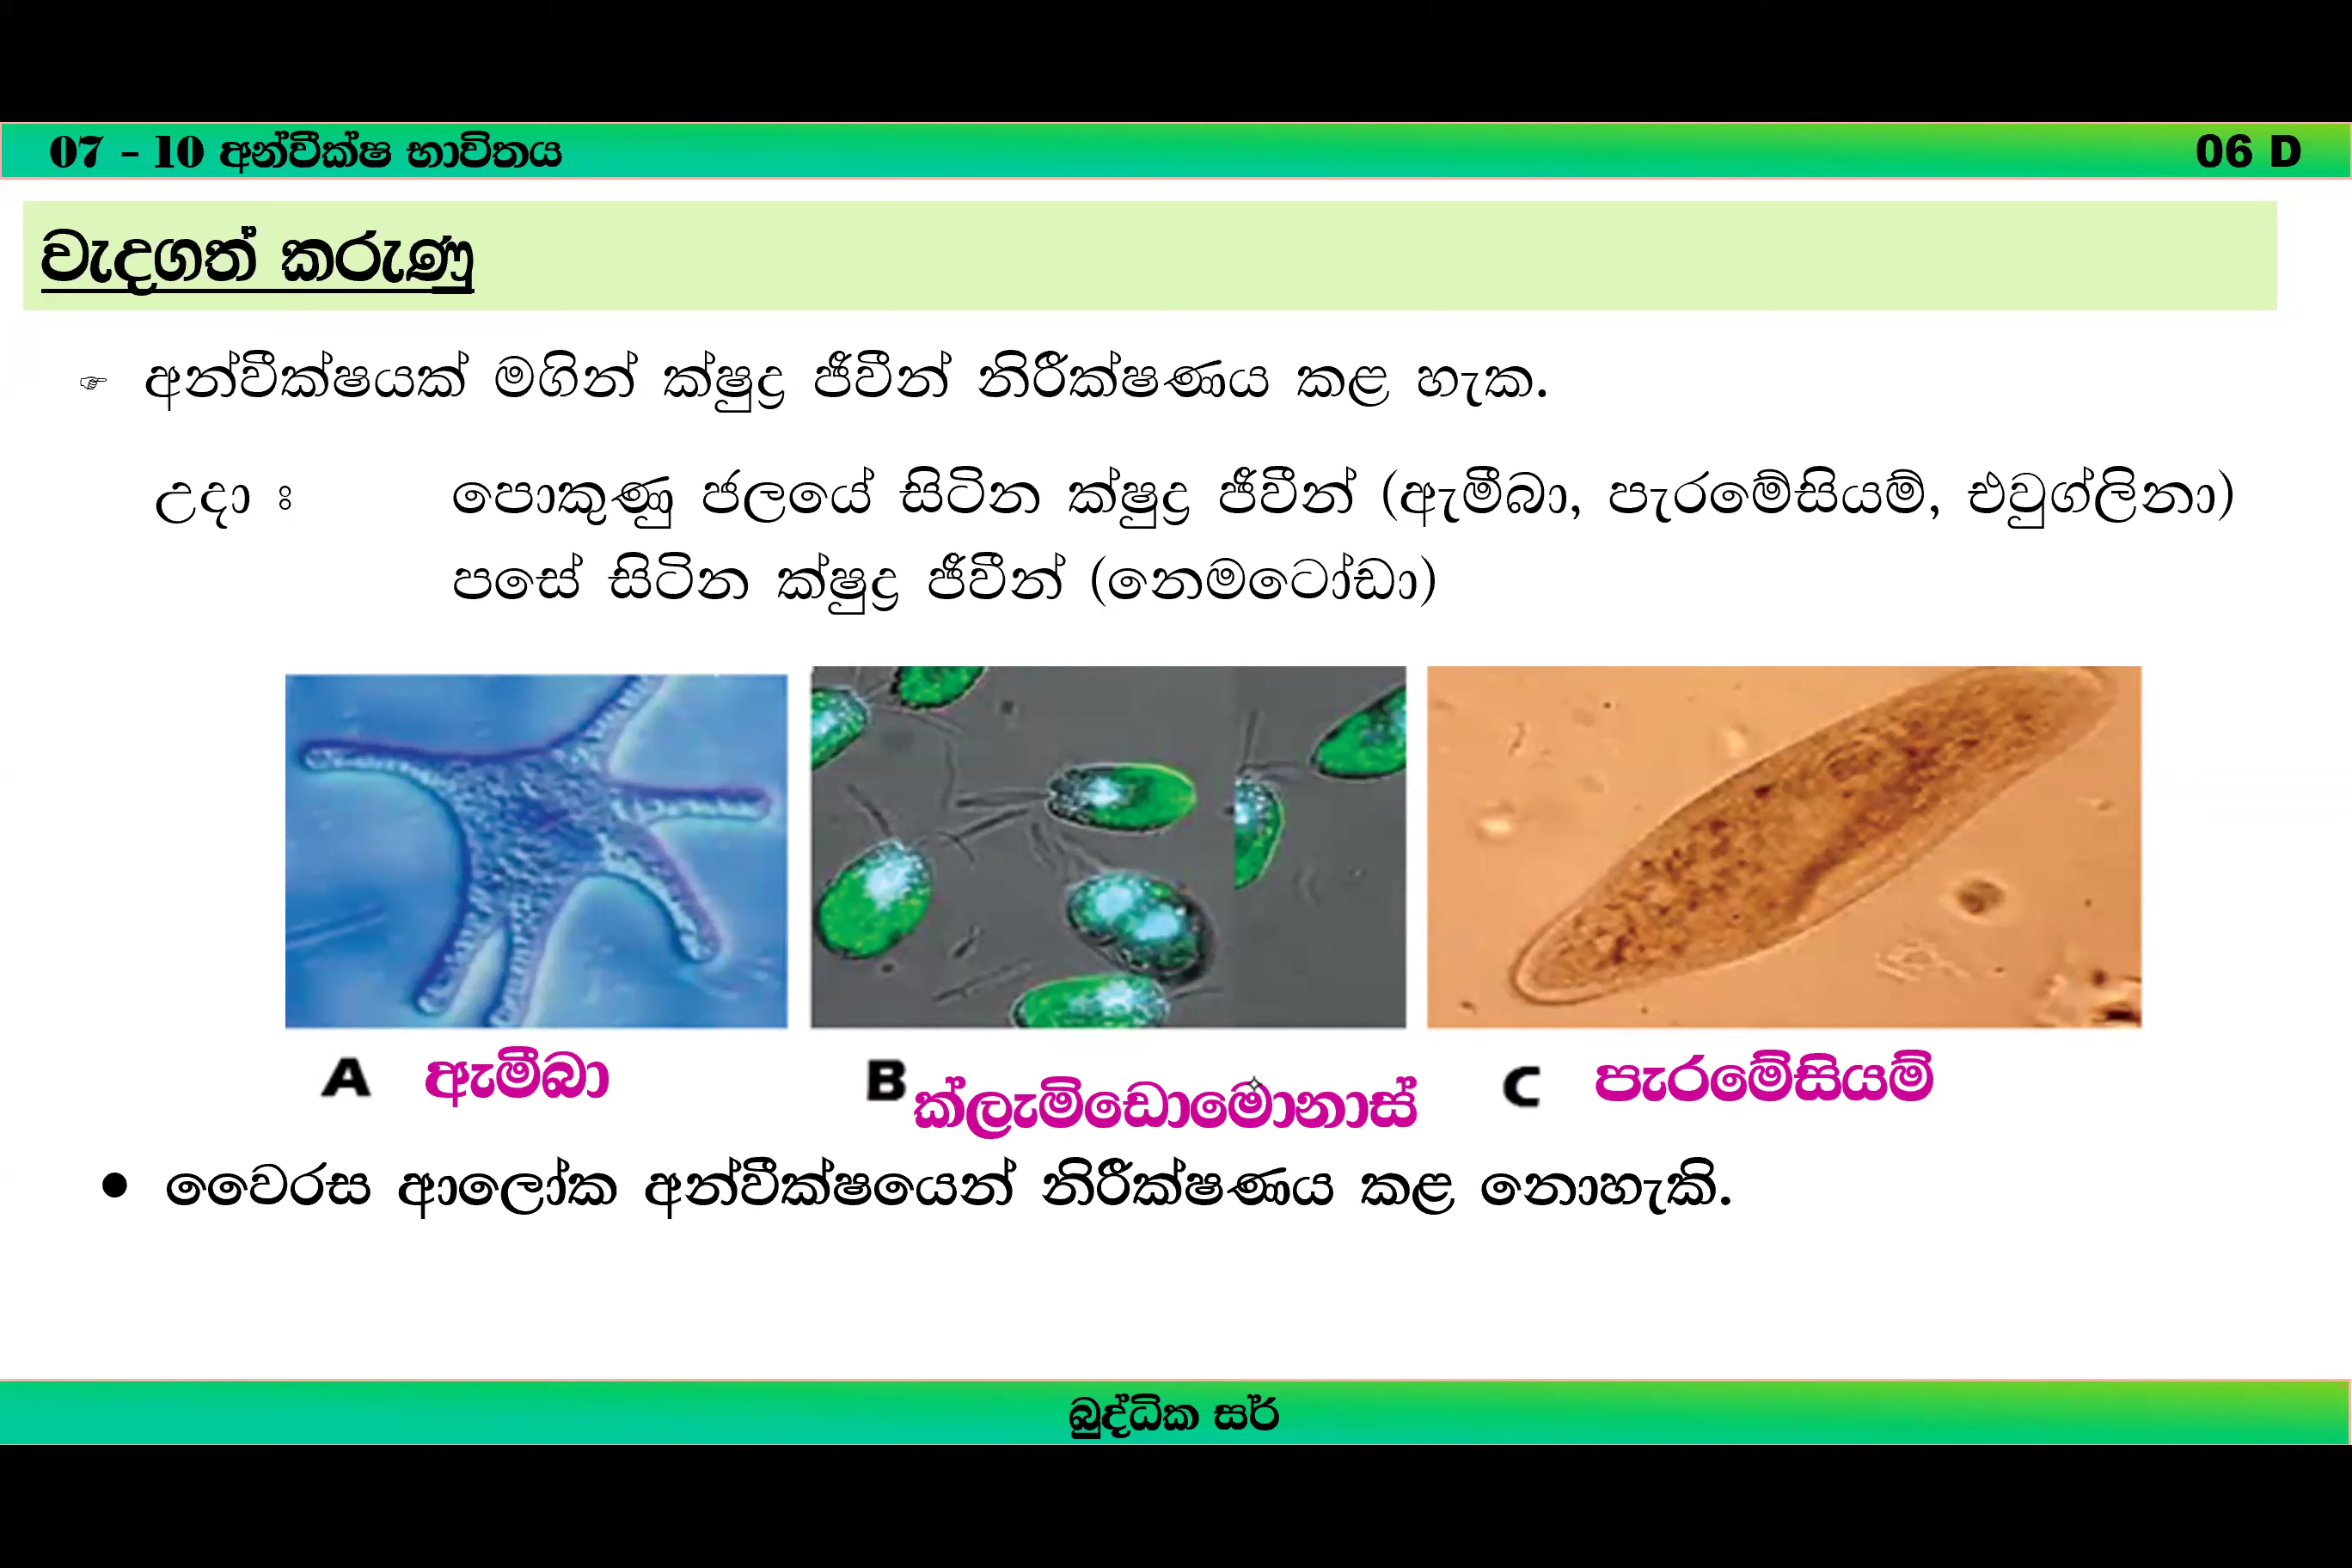 07 - 10 අන්වීක්ෂ භාවිතය
06 D
වැදගත් කරුණු
☞ අන්වීක්ෂයක් මගින් ක්ෂුද්‍ර ජීවීන් නිරීක්ෂණය කළ හැක.
උදා : පොකුණු ජලයේ සිටින ක්ෂුද්‍ර ජීවීන් (ඇමීබා, පැරමේසියම්, එවුග්ලිනා)
පසේ සිටින ක්ෂුද්‍ර ජීවීන් (නෙමටෝඩා)
A ඇමීබා
B ක්ලැමිඩොමොනාස්
C පැරමේසියම්
• වෛරස ආලෝක අන්වීක්ෂයෙන් නිරීක්ෂණය කළ නොහැකි.
බුද්ධික සර්